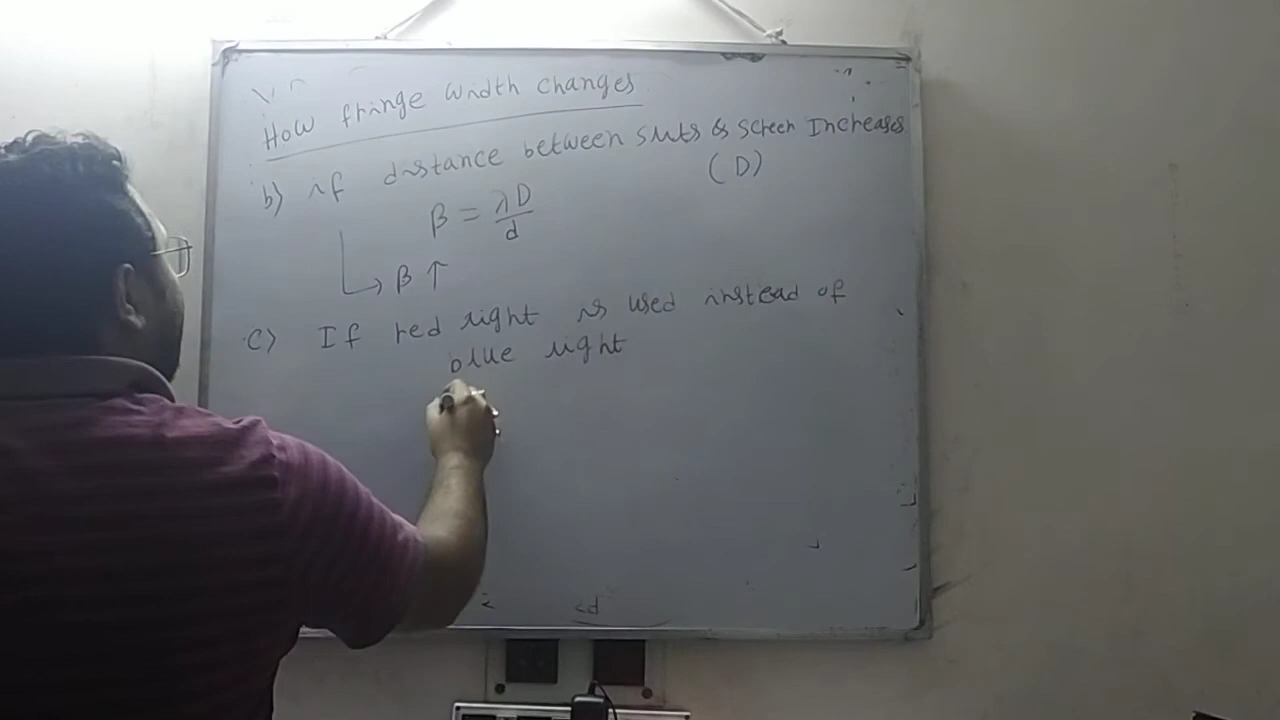 How fringe width changes
b) if distance between slits & screen Increases
(D)
β = λD/d
↳ β ↑
c) If red light is used instead of
blue light
<d